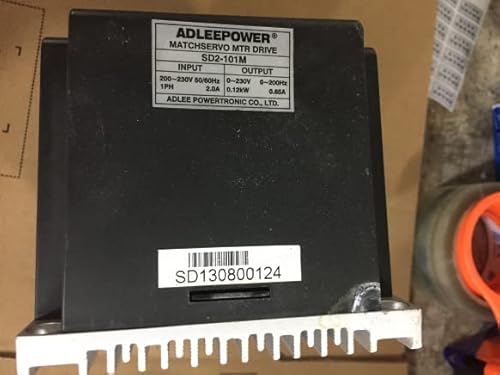 ADLEEPOWER®
MATCHSERVO MTR DRIVE
SD2-101M
INPUT OUTPUT
200~230V 50/60Hz 0~230V 0~200Hz
1PH 2.0A 0.12kW 0.85A
ADLEE POWERTRONIC CO., LTD.
SD130800124